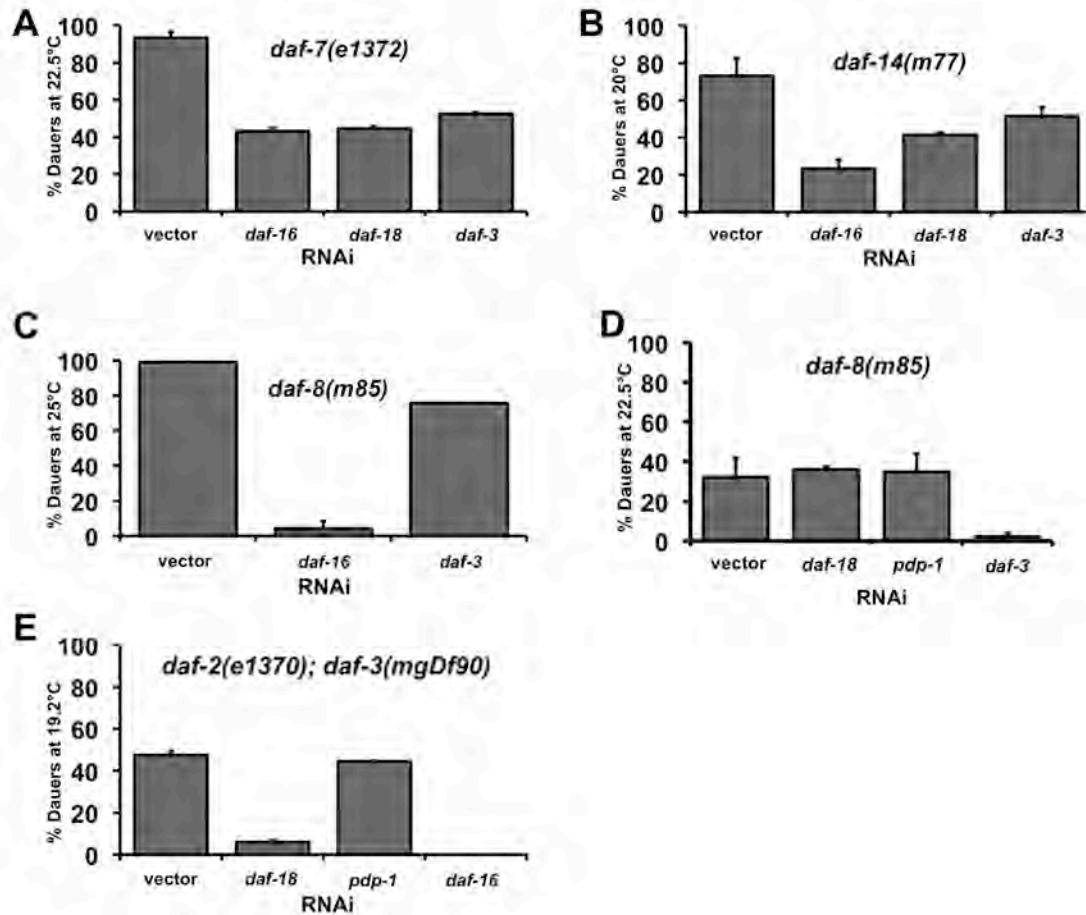 A
daf-7(e1372)
% Dauers at 22.5°C
100
80
60
40
20
0
vector daf-16 daf-18 daf-3
RNAi
B
daf-14(m77)
% Dauers at 20°C
100
80
60
40
20
0
vector daf-16 daf-18 daf-3
RNAi
C
daf-8(m85)
% Dauers at 25°C
100
80
60
40
20
0
vector daf-16 daf-3
RNAi
D
daf-8(m85)
% Dauers at 22.5°C
100
80
60
40
20
0
vector daf-18 pdp-1 daf-3
RNAi
E
daf-2(e1370); daf-3(mgDf90)
% Dauers at 19.2°C
100
80
60
40
20
0
vector daf-18 pdp-1 daf-16
RNAi